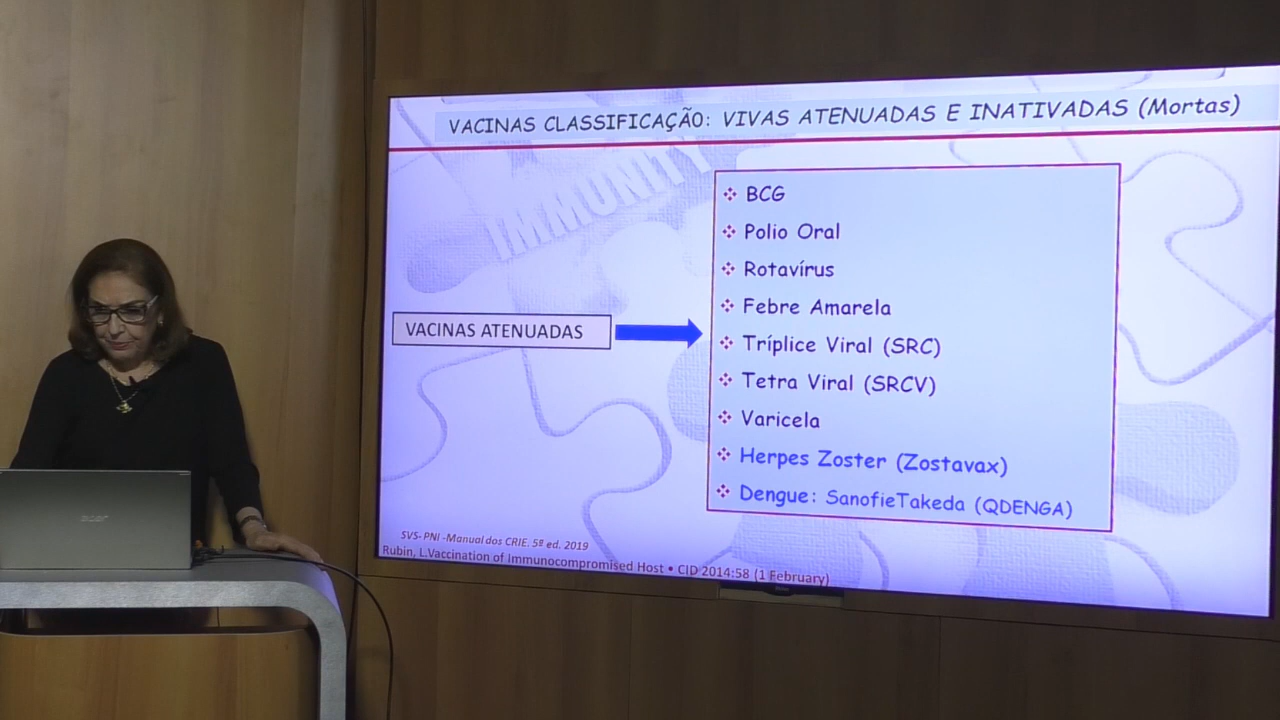 VACINAS CLASSIFICAÇÃO: VIVAS ATENUADAS E INATIVADAS (Mortas)
IMMUNITY
VACINAS ATENUADAS
BCG
Polio Oral
Rotavírus
Febre Amarela
Tríplice Viral (SRC)
Tetra Viral (SRCV)
Varicela
Herpes Zoster (Zostavax)
Dengue: SanofieTakeda (QDENGA)
SVS- PNI -Manual dos CRIE. 5ª ed. 2019
Rubin, L.Vaccination of Immunocompromised Host • CID 2014:58 (1 February)
acer